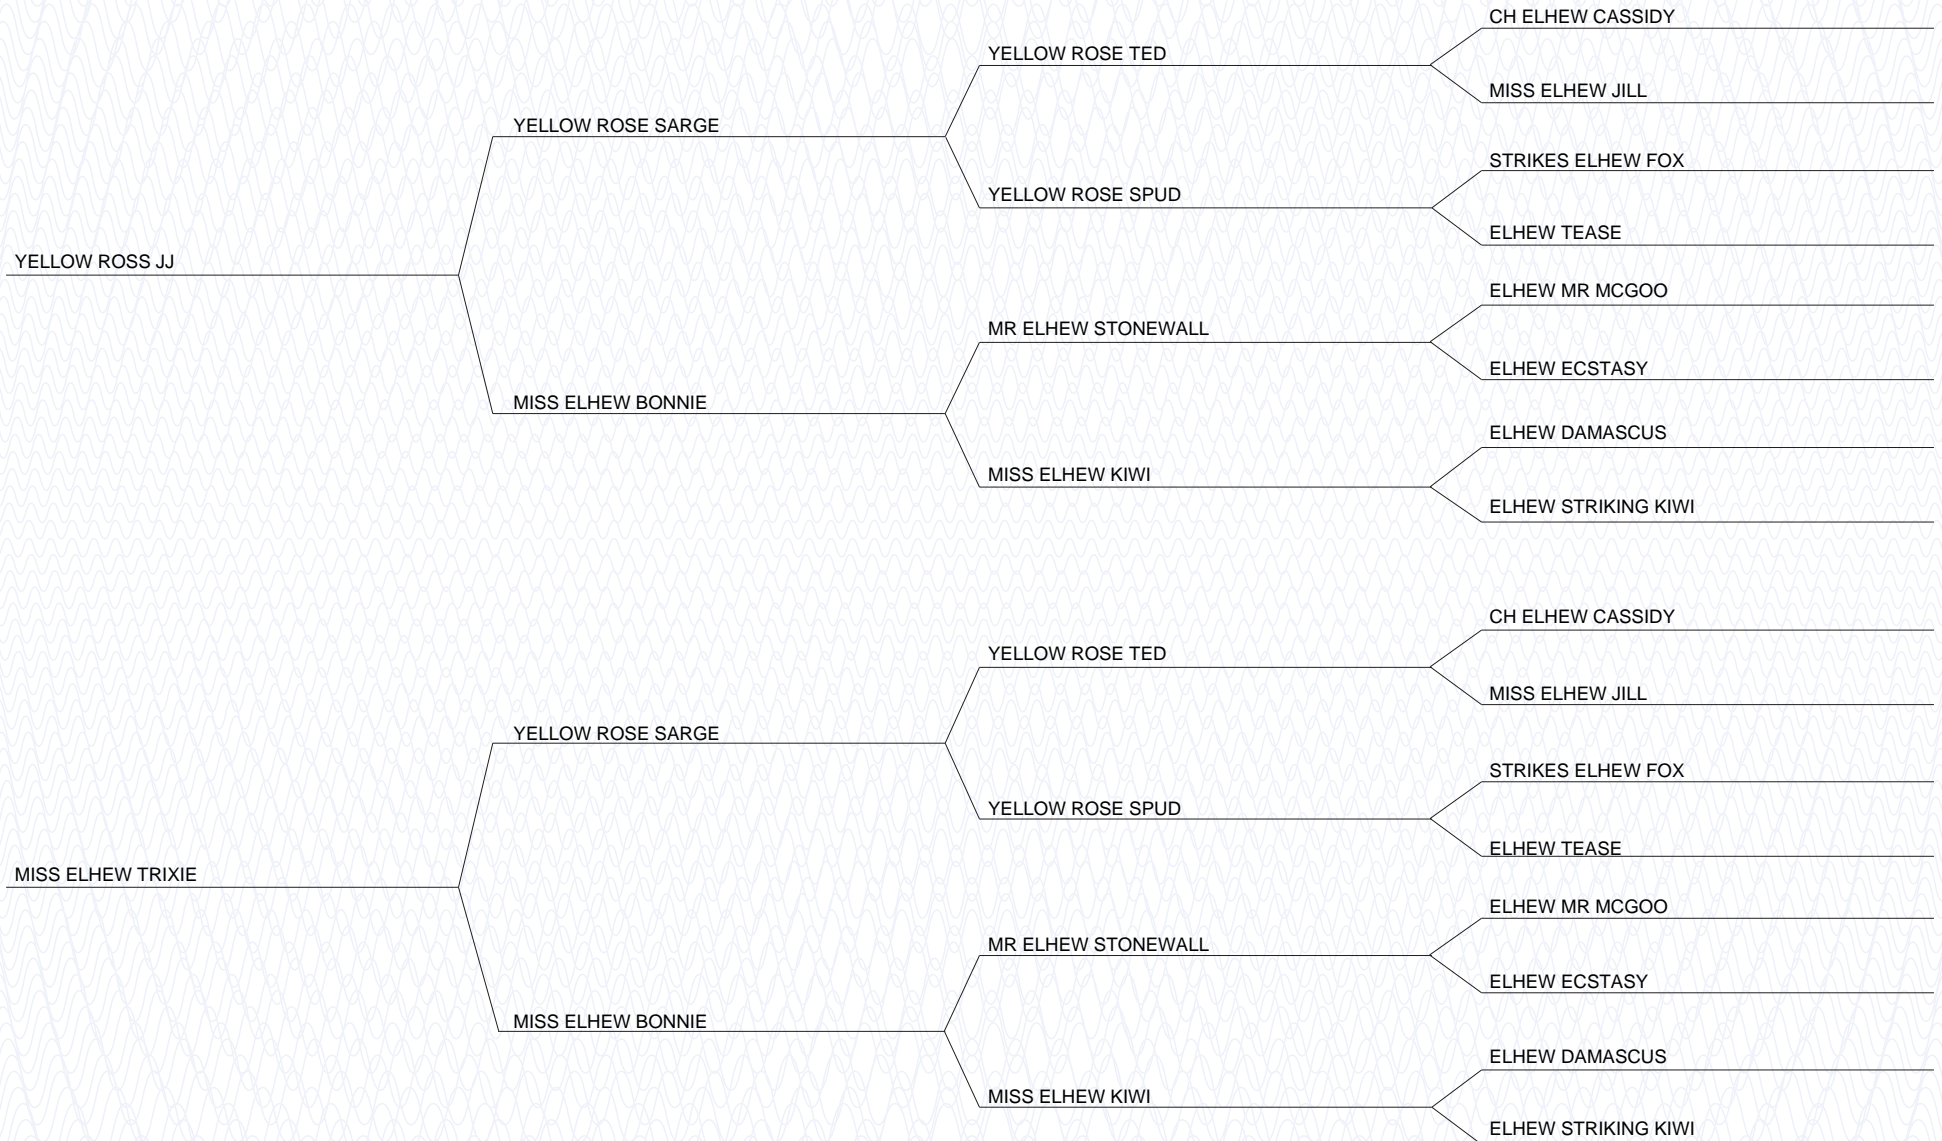 CH ELHEW CASSIDY
YELLOW ROSE TED
MISS ELHEW JILL
YELLOW ROSE SARGE
STRIKES ELHEW FOX
YELLOW ROSE SPUD
ELHEW TEASE
YELLOW ROSS JJ
ELHEW MR MCGOO
MR ELHEW STONEWALL
ELHEW ECSTASY
MISS ELHEW BONNIE
ELHEW DAMASCUS
MISS ELHEW KIWI
ELHEW STRIKING KIWI
CH ELHEW CASSIDY
YELLOW ROSE TED
MISS ELHEW JILL
YELLOW ROSE SARGE
STRIKES ELHEW FOX
YELLOW ROSE SPUD
ELHEW TEASE
MISS ELHEW TRIXIE
ELHEW MR MCGOO
MR ELHEW STONEWALL
ELHEW ECSTASY
MISS ELHEW BONNIE
ELHEW DAMASCUS
MISS ELHEW KIWI
ELHEW STRIKING KIWI